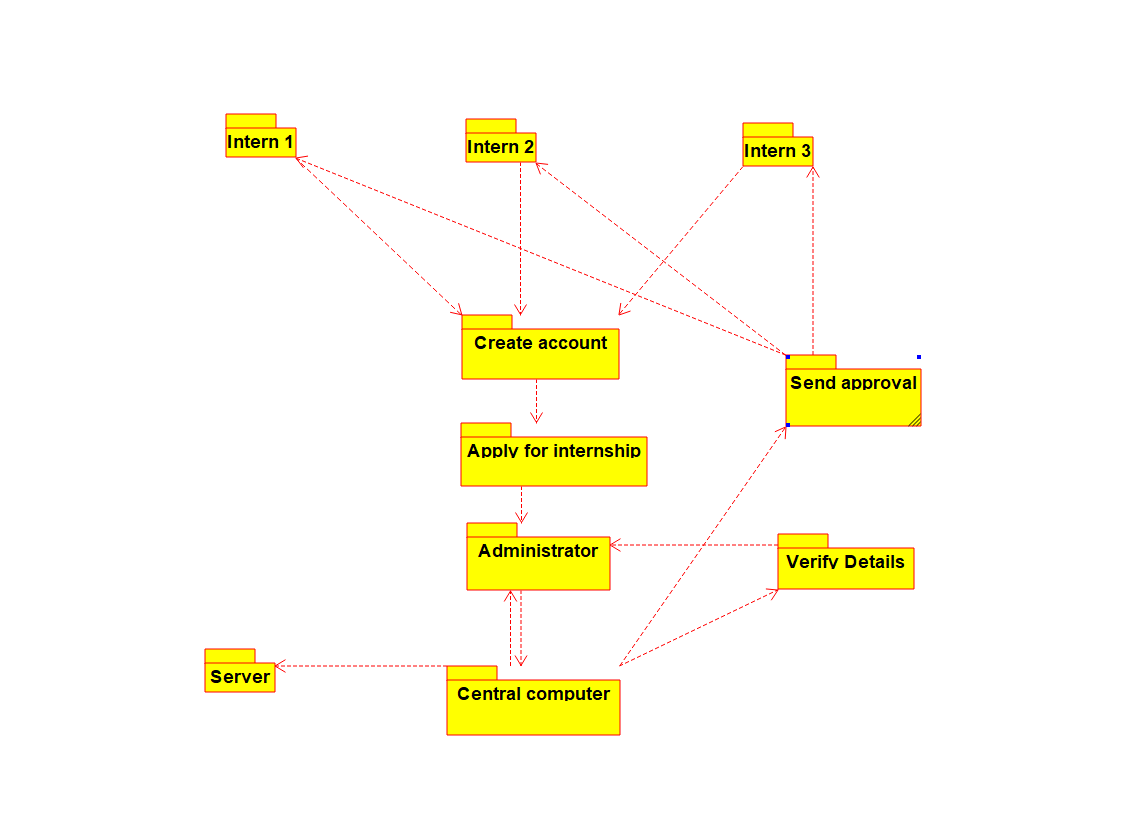 Intern 1
Intern 2
Intern 3
Create account
Send approval
Apply for internship
Administrator
Verify Details
Server
Central computer